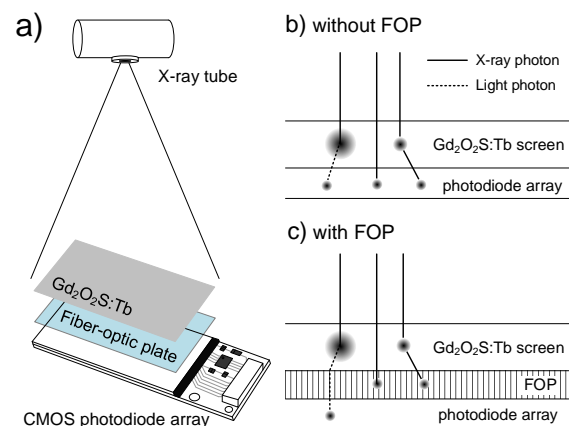 a)
X-ray tube
Gd₂O₂S:Tb
Fiber-optic plate
CMOS photodiode array
b) without FOP
X-ray photon
Light photon
Gd₂O₂S:Tb screen
photodiode array
c) with FOP
Gd₂O₂S:Tb screen
FOP
photodiode array